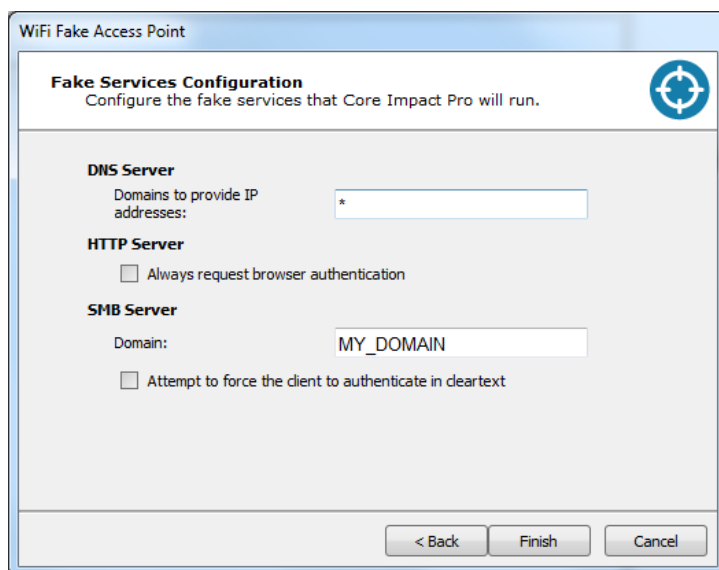 WiFi Fake Access Point
Fake Services Configuration
Configure the fake services that Core Impact Pro will run.
DNS Server
Domains to provide IP
addresses:
*
HTTP Server
Always request browser authentication
SMB Server
Domain:
MY_DOMAIN
Attempt to force the client to authenticate in cleartext
< Back
Finish
Cancel